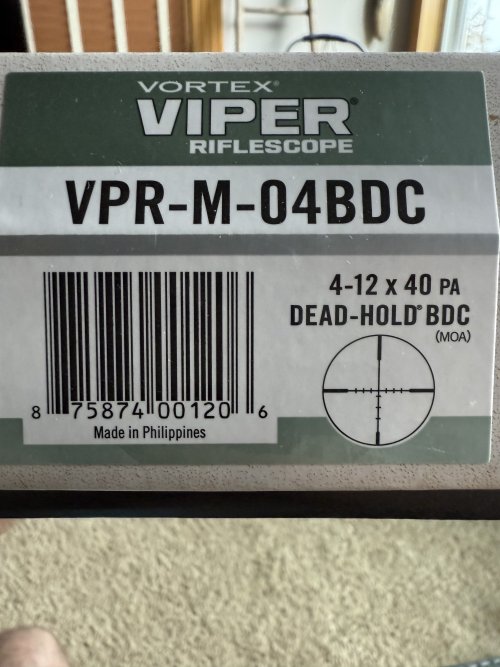 VORTEX®
VIPER®
RIFLESCOPE
VPR-M-04BDC
4-12 x 40 PA
DEAD-HOLD® BDC
(MOA)
8 75874 00120 6
Made in Philippines